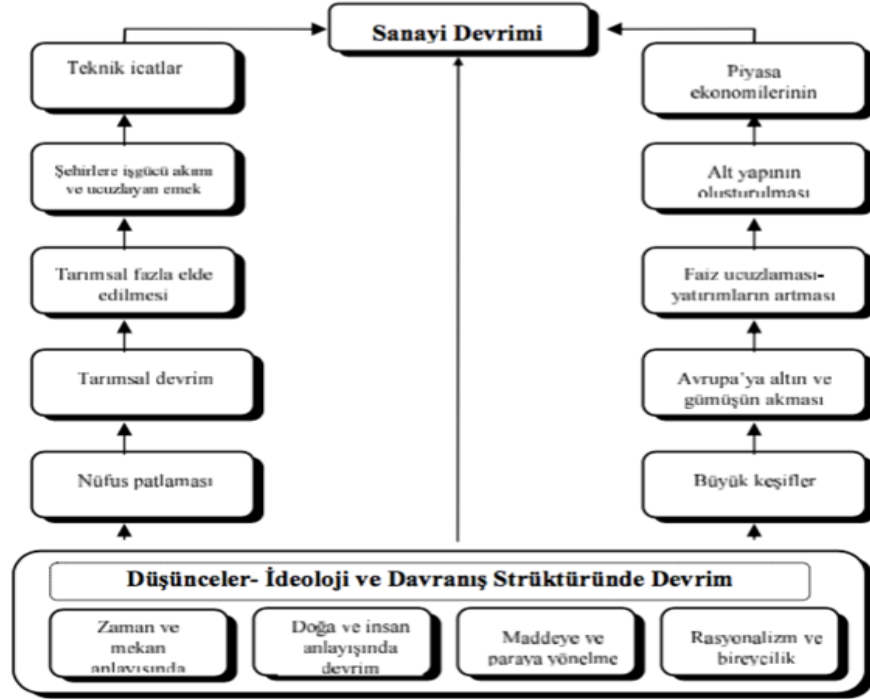 Sanayi Devrimi
Teknik icatlar
Piyasa
ekonomilerinin
Şehirlere işgücü akımı
ve ucuzlayan emek
Alt yapının
oluşturulması
Tarımsal fazla elde
edilmesi
Faiz ucuzlaması-
yatırımların artması
Tarımsal devrim
Avrupa'ya altın ve
gümüşün akması
Nüfus patlaması
Büyük keşifler
Düşünceler- İdeoloji ve Davranış Strüktüründe Devrim
Zaman ve
mekan
anlayışında
Doğa ve insan
anlayışında
devrim
Maddeye ve
paraya yönelme
Rasyonalizm ve
bireycilik